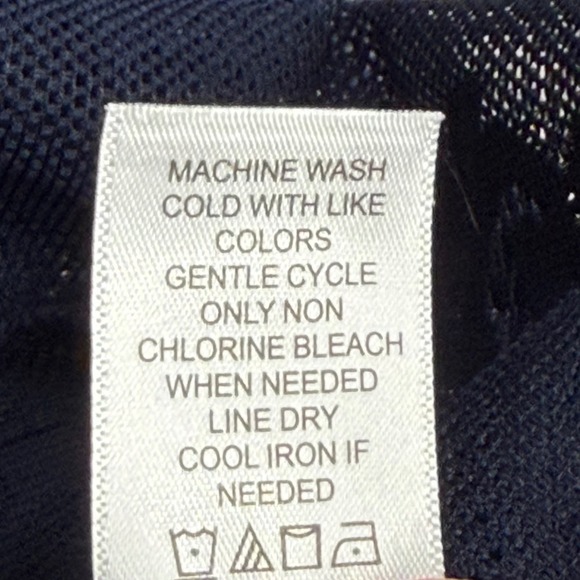 MACHINE WASH
COLD WITH LIKE
COLORS
GENTLE CYCLE
ONLY NON
CHLORINE BLEACH
WHEN NEEDED
LINE DRY
COOL IRON IF
NEEDED